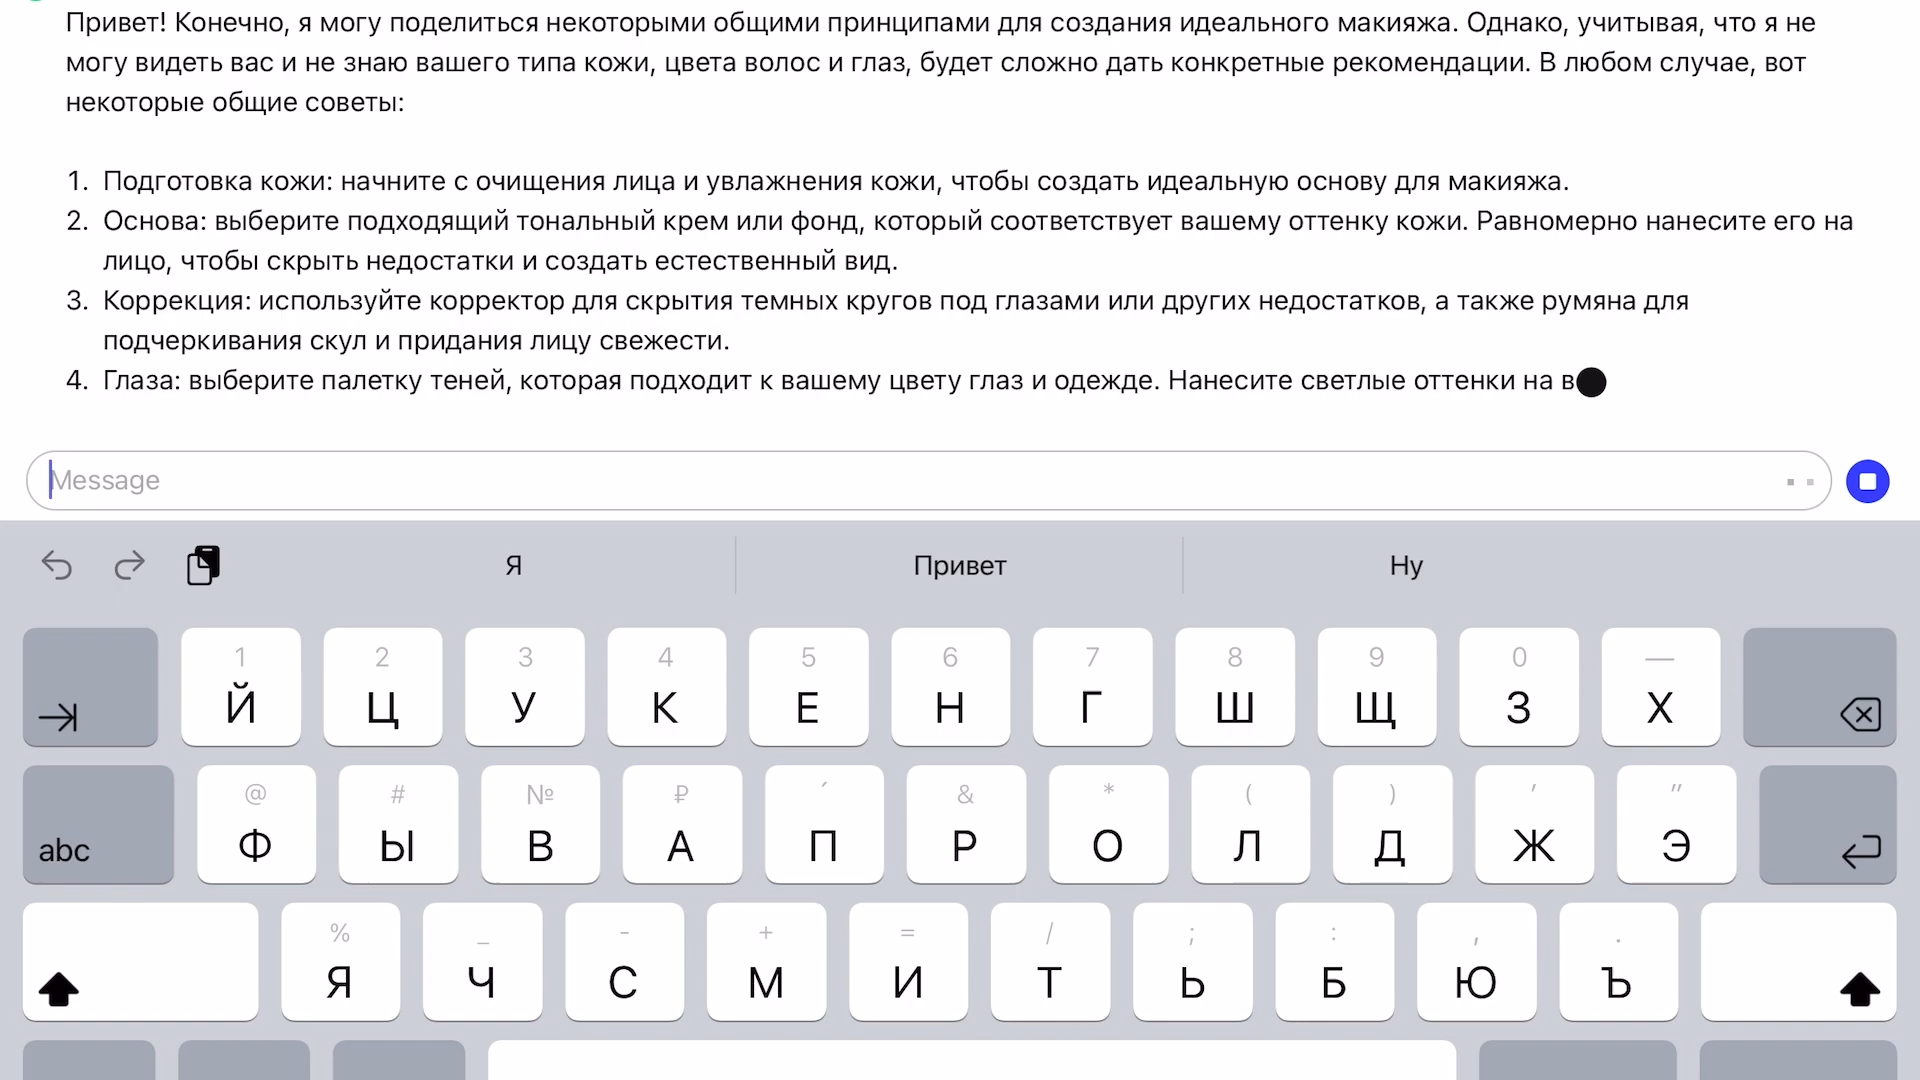 Привет! Конечно, я могу поделиться некоторыми общими принципами для создания идеального макияжа. Однако, учитывая, что я не
могу видеть вас и не знаю вашего типа кожи, цвета волос и глаз, будет сложно дать конкретные рекомендации. В любом случае, вот
некоторые общие советы:
1. Подготовка кожи: начните с очищения лица и увлажнения кожи, чтобы создать идеальную основу для макияжа.
2. Основа: выберите подходящий тональный крем или фонд, который соответствует вашему оттенку кожи. Равномерно нанесите его на
лицо, чтобы скрыть недостатки и создать естественный вид.
3. Коррекция: используйте корректор для скрытия темных кругов под глазами или других недостатков, а также румяна для
подчеркивания скул и придания лицу свежести.
4. Глаза: выберите палетку теней, которая подходит к вашему цвету глаз и одежде. Нанесите светлые оттенки на в
Message
Я Привет Ну
1 2 3 4 5 6 7 8 9 0 —
Й Ц У К Е Н Г Ш Щ З Х
@ # № ₽ ′ & * ( ) ′ ″
abc Ф Ы В А П Р О Л Д Ж Э
% _ - + = / ; : , .
Я Ч С М И Т Ь Б Ю Ъ